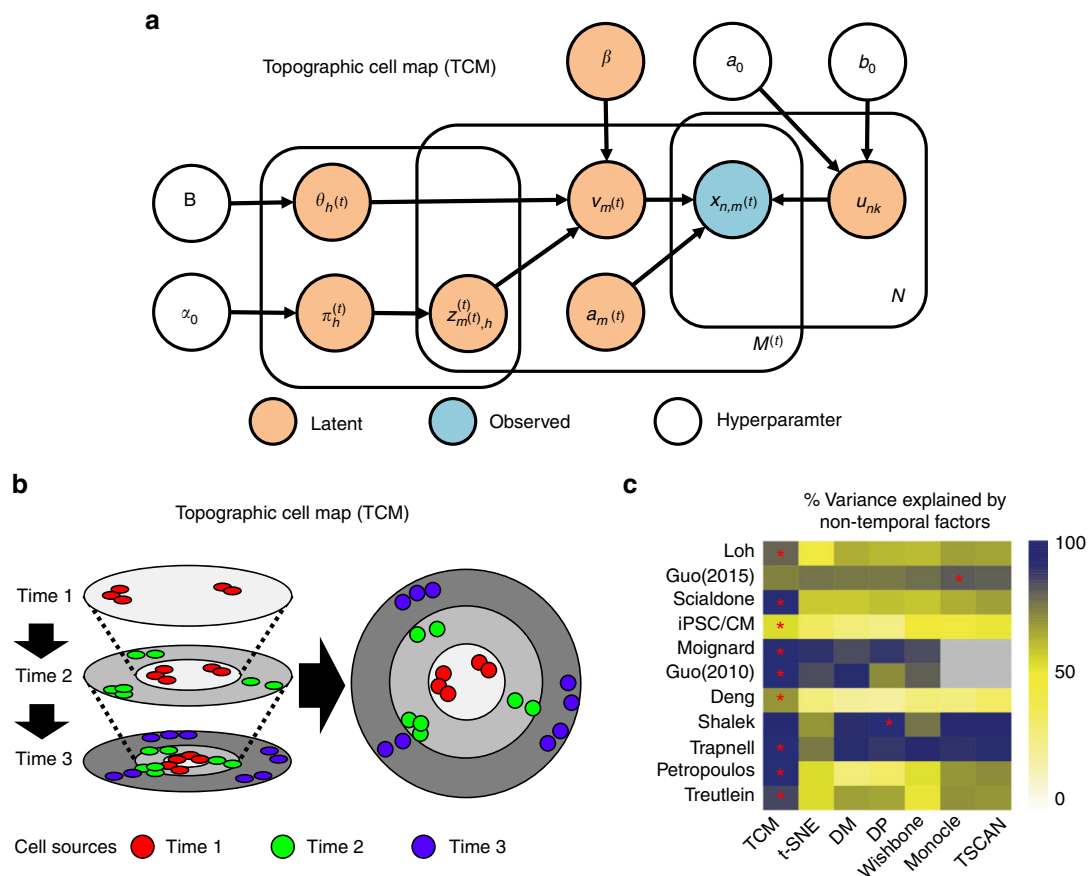 a
Topographic cell map (TCM)
β
a0
b0
B
θh(t)
vm(t)
xn,m(t)
unk
α0
πh(t)
zm(t),h(t)
am(t)
N
M(t)
Latent
Observed
Hyperparamter
b
Topographic cell map (TCM)
Time 1
Time 2
Time 3
Cell sources
Time 1
Time 2
Time 3
c
% Variance explained by
non-temporal factors
Loh
Guo(2015)
Scialdone
iPSC/CM
Moignard
Guo(2010)
Deng
Shalek
Trapnell
Petropoulos
Treutlein
*
*
*
*
*
*
*
*
*
*
*
TCM
t-SNE
DM
DP
Wishbone
Monocle
TSCAN
100
50
0